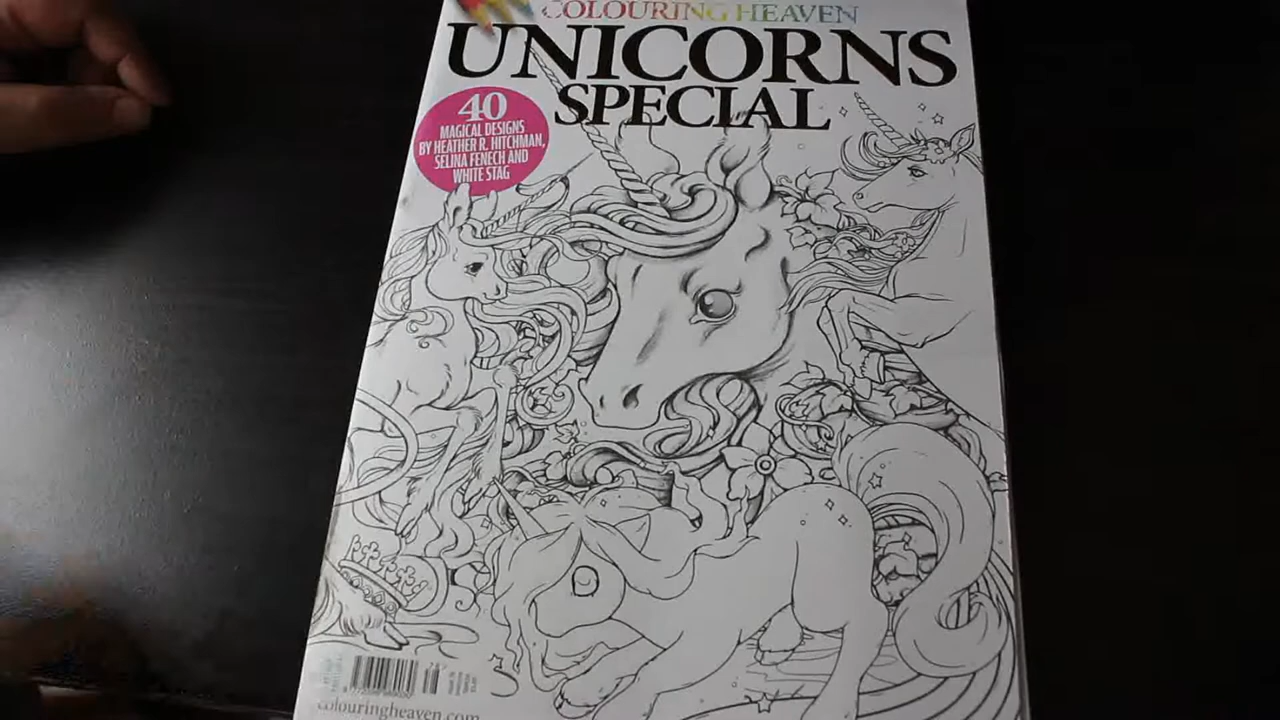 COLOURING HEAVEN
UNICORNS
SPECIAL
40
MAGICAL DESIGNS
BY HEATHER R. HITCHMAN,
SELINA FENECH AND
WHITE STAG
colouringheaven.com